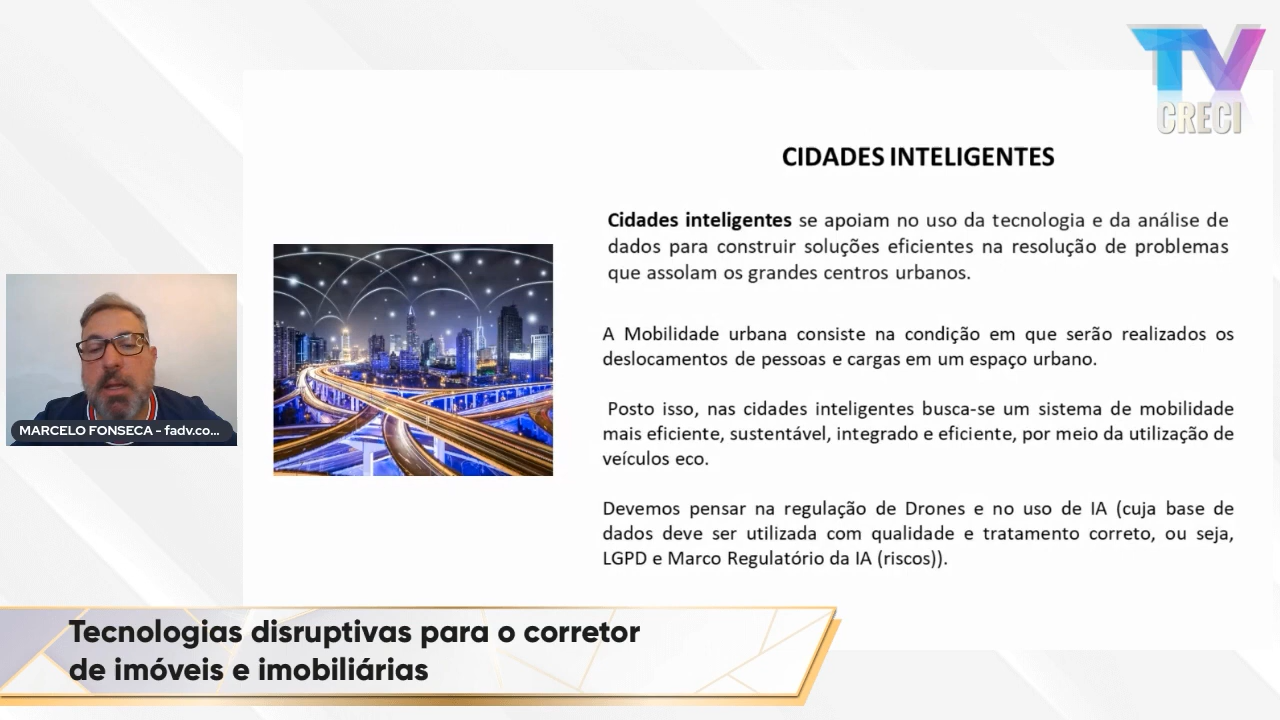 TV
CRECI
CIDADES INTELIGENTES
Cidades inteligentes se apoiam no uso da tecnologia e da análise de
dados para construir soluções eficientes na resolução de problemas
que assolam os grandes centros urbanos.
A Mobilidade urbana consiste na condição em que serão realizados os
deslocamentos de pessoas e cargas em um espaço urbano.
Posto isso, nas cidades inteligentes busca-se um sistema de mobilidade
mais eficiente, sustentável, integrado e eficiente, por meio da utilização de
veículos eco.
Devemos pensar na regulação de Drones e no uso de IA (cuja base de
dados deve ser utilizada com qualidade e tratamento correto, ou seja,
LGPD e Marco Regulatório da IA (riscos)).
MARCELO FONSECA - fadv.co...
Tecnologias disruptivas para o corretor
de imóveis e imobiliárias